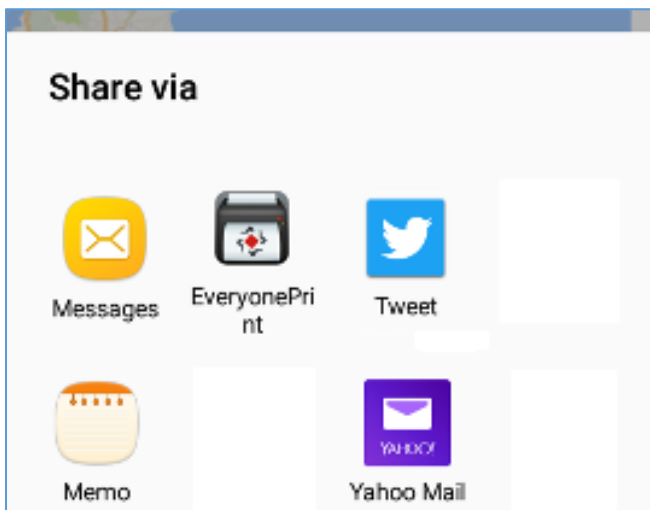 Share via
Messages
EveryonePri
nt
Tweet
Memo
YAHOO!
Yahoo Mail